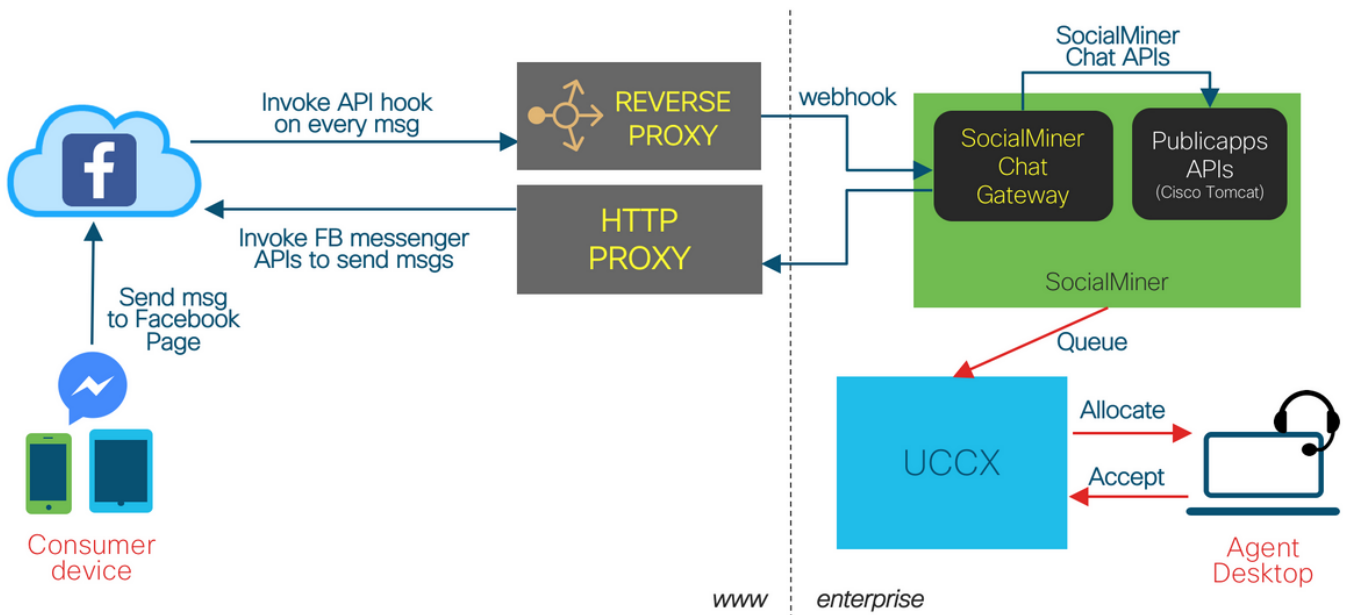 SocialMiner
Chat APIs
Invoke API hook
on every msg
REVERSE
PROXY
webhook
SocialMiner
Chat
Gateway
Publicapps
APIs
(Cisco Tomcat)
f
HTTP
PROXY
Invoke FB messenger
APIs to send msgs
SocialMiner
Send msg
to Facebook
Page
Queue
UCCX
Allocate
Accept
Consumer
device
Agent
Desktop
www
enterprise